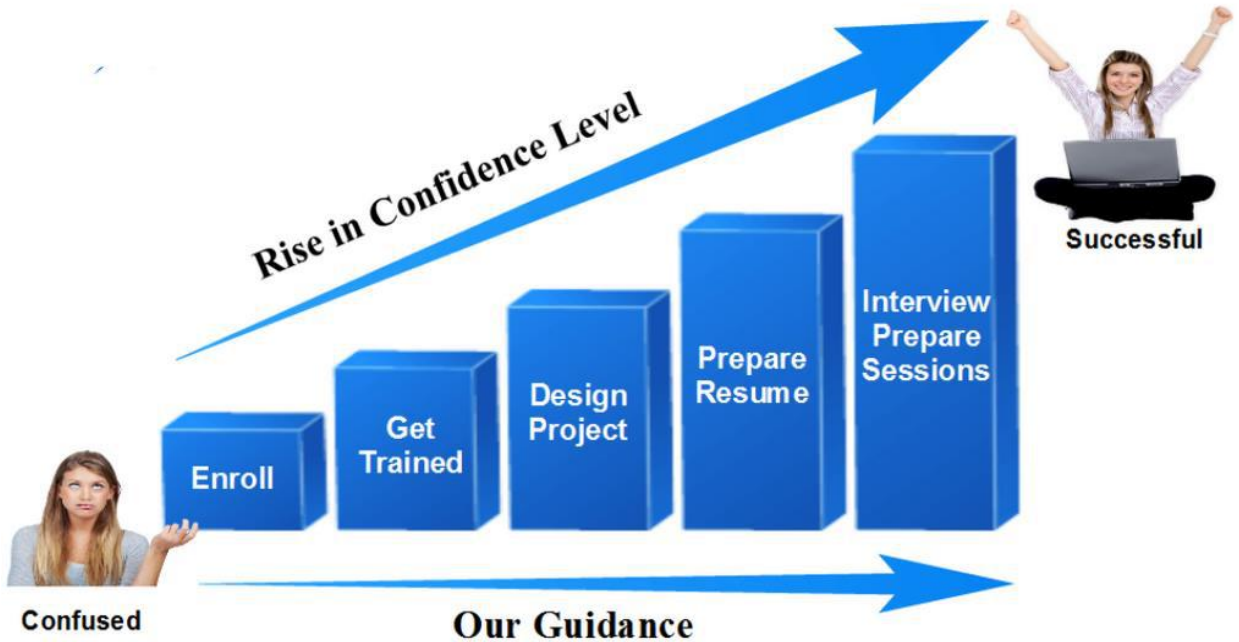 Rise in Confidence Level
Successful
Enroll
Get
Trained
Design
Project
Prepare
Resume
Interview
Prepare
Sessions
Confused
Our Guidance